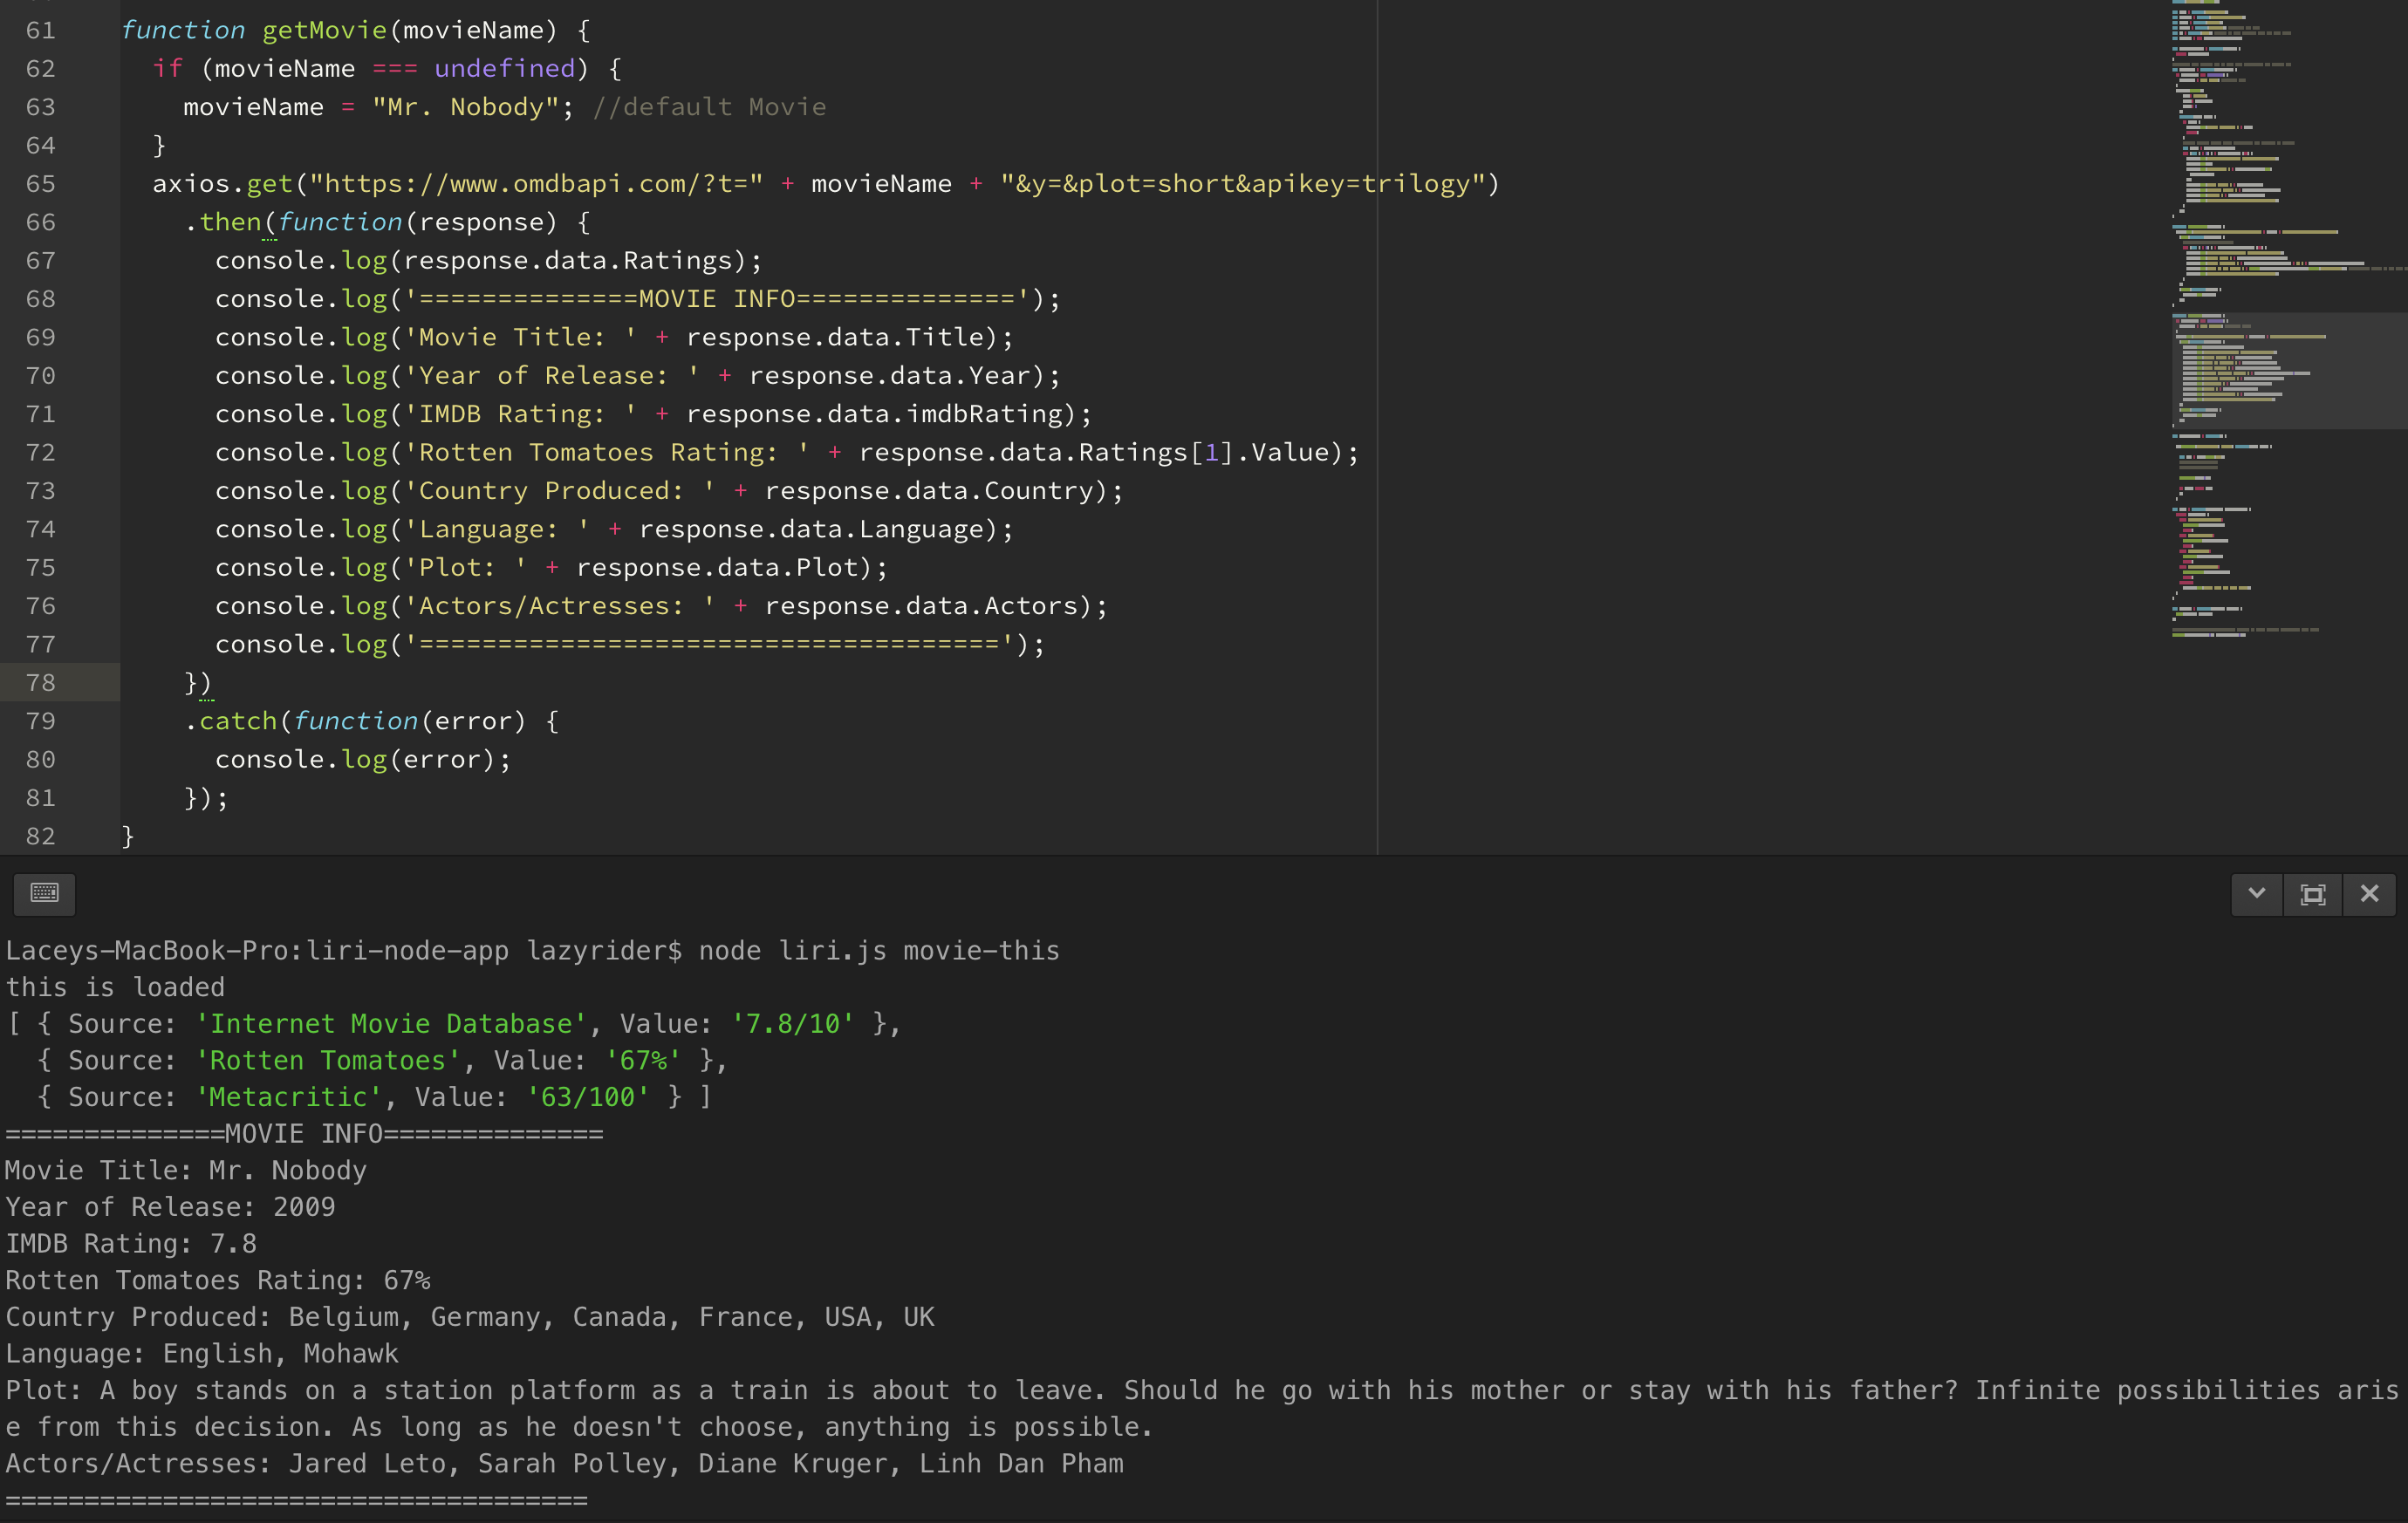 61 function getMovie(movieName) {
62   if (movieName === undefined) {
63     movieName = "Mr. Nobody"; //default Movie
64   }
65   axios.get("https://www.omdbapi.com/?t=" + movieName + "&y=&plot=short&apikey=trilogy")
66     .then(function(response) {
67       console.log(response.data.Ratings);
68       console.log('==============MOVIE INFO==============');
69       console.log('Movie Title: ' + response.data.Title);
70       console.log('Year of Release: ' + response.data.Year);
71       console.log('IMDB Rating: ' + response.data.imdbRating);
72       console.log('Rotten Tomatoes Rating: ' + response.data.Ratings[1].Value);
73       console.log('Country Produced: ' + response.data.Country);
74       console.log('Language: ' + response.data.Language);
75       console.log('Plot: ' + response.data.Plot);
76       console.log('Actors/Actresses: ' + response.data.Actors);
77       console.log('=====================================');
78     })
79     .catch(function(error) {
80       console.log(error);
81     });
82 }
Laceys-MacBook-Pro:liri-node-app lazyrider$ node liri.js movie-this
this is loaded
[ { Source: 'Internet Movie Database', Value: '7.8/10' },
  { Source: 'Rotten Tomatoes', Value: '67%' },
  { Source: 'Metacritic', Value: '63/100' } ]
==============MOVIE INFO==============
Movie Title: Mr. Nobody
Year of Release: 2009
IMDB Rating: 7.8
Rotten Tomatoes Rating: 67%
Country Produced: Belgium, Germany, Canada, France, USA, UK
Language: English, Mohawk
Plot: A boy stands on a station platform as a train is about to leave. Should he go with his mother or stay with his father? Infinite possibilities aris
e from this decision. As long as he doesn't choose, anything is possible.
Actors/Actresses: Jared Leto, Sarah Polley, Diane Kruger, Linh Dan Pham
=====================================